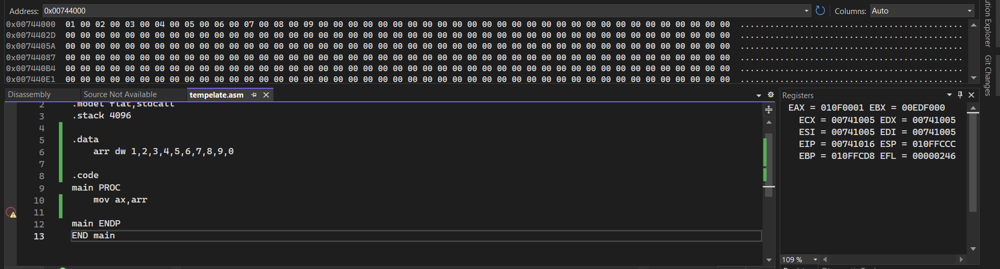 Address: 0x00744000 Columns: Auto
0x00744000 01 00 02 00 03 00 04 00 05 00 06 00 07 00 08 00 09 00 00 00 00 00 00 00 00 00 00 00 00 00 00 00 00 00 00 00 00 00 00 00 00 00 00 00 00 .............................................
0x0074402D 00 00 00 00 00 00 00 00 00 00 00 00 00 00 00 00 00 00 00 00 00 00 00 00 00 00 00 00 00 00 00 00 00 00 00 00 00 00 00 00 00 00 00 00 00 .............................................
0x0074405A 00 00 00 00 00 00 00 00 00 00 00 00 00 00 00 00 00 00 00 00 00 00 00 00 00 00 00 00 00 00 00 00 00 00 00 00 00 00 00 00 00 00 00 00 00 .............................................
0x00744087 00 00 00 00 00 00 00 00 00 00 00 00 00 00 00 00 00 00 00 00 00 00 00 00 00 00 00 00 00 00 00 00 00 00 00 00 00 00 00 00 00 00 00 00 00 .............................................
0x007440B4 00 00 00 00 00 00 00 00 00 00 00 00 00 00 00 00 00 00 00 00 00 00 00 00 00 00 00 00 00 00 00 00 00 00 00 00 00 00 00 00 00 00 00 00 00 .............................................
0x007440E1 00 00 00 00 00 00 00 00 00 00 00 00 00 00 00 00 00 00 00 00 00 00 00 00 00 00 00 00 00 00 00 00 00 00 00 00 00 00 00 00 00 00 00 00 00 .............................................
Disassembly Source Not Available tempelate.asm
2 .model flat,stdcall
3 .stack 4096
4
5 .data
6 arr dw 1,2,3,4,5,6,7,8,9,0
7
8 .code
9 main PROC
10 mov ax,arr
11
12 main ENDP
13 END main
Registers
EAX = 010F0001 EBX = 00EDF000
ECX = 00741005 EDX = 00741005
ESI = 00741005 EDI = 00741005
EIP = 00741016 ESP = 010FFCCC
EBP = 010FFCD8 EFL = 00000246
109 %
Explorer
Git Changes